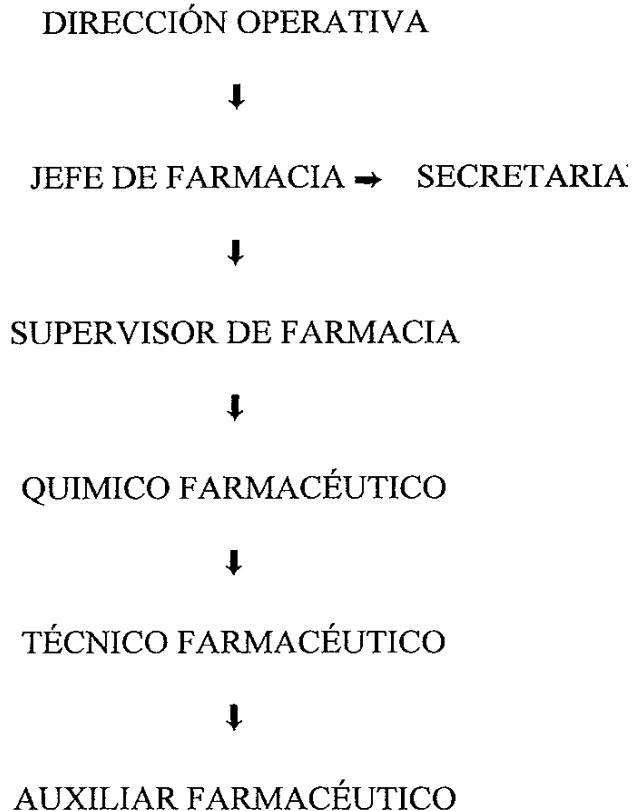 DIRECCIÓN OPERATIVA
JEFE DE FARMACIA → SECRETARIA
SUPERVISOR DE FARMACIA
QUIMICO FARMACÉUTICO
TÉCNICO FARMACÉUTICO
AUXILIAR FARMACÉUTICO